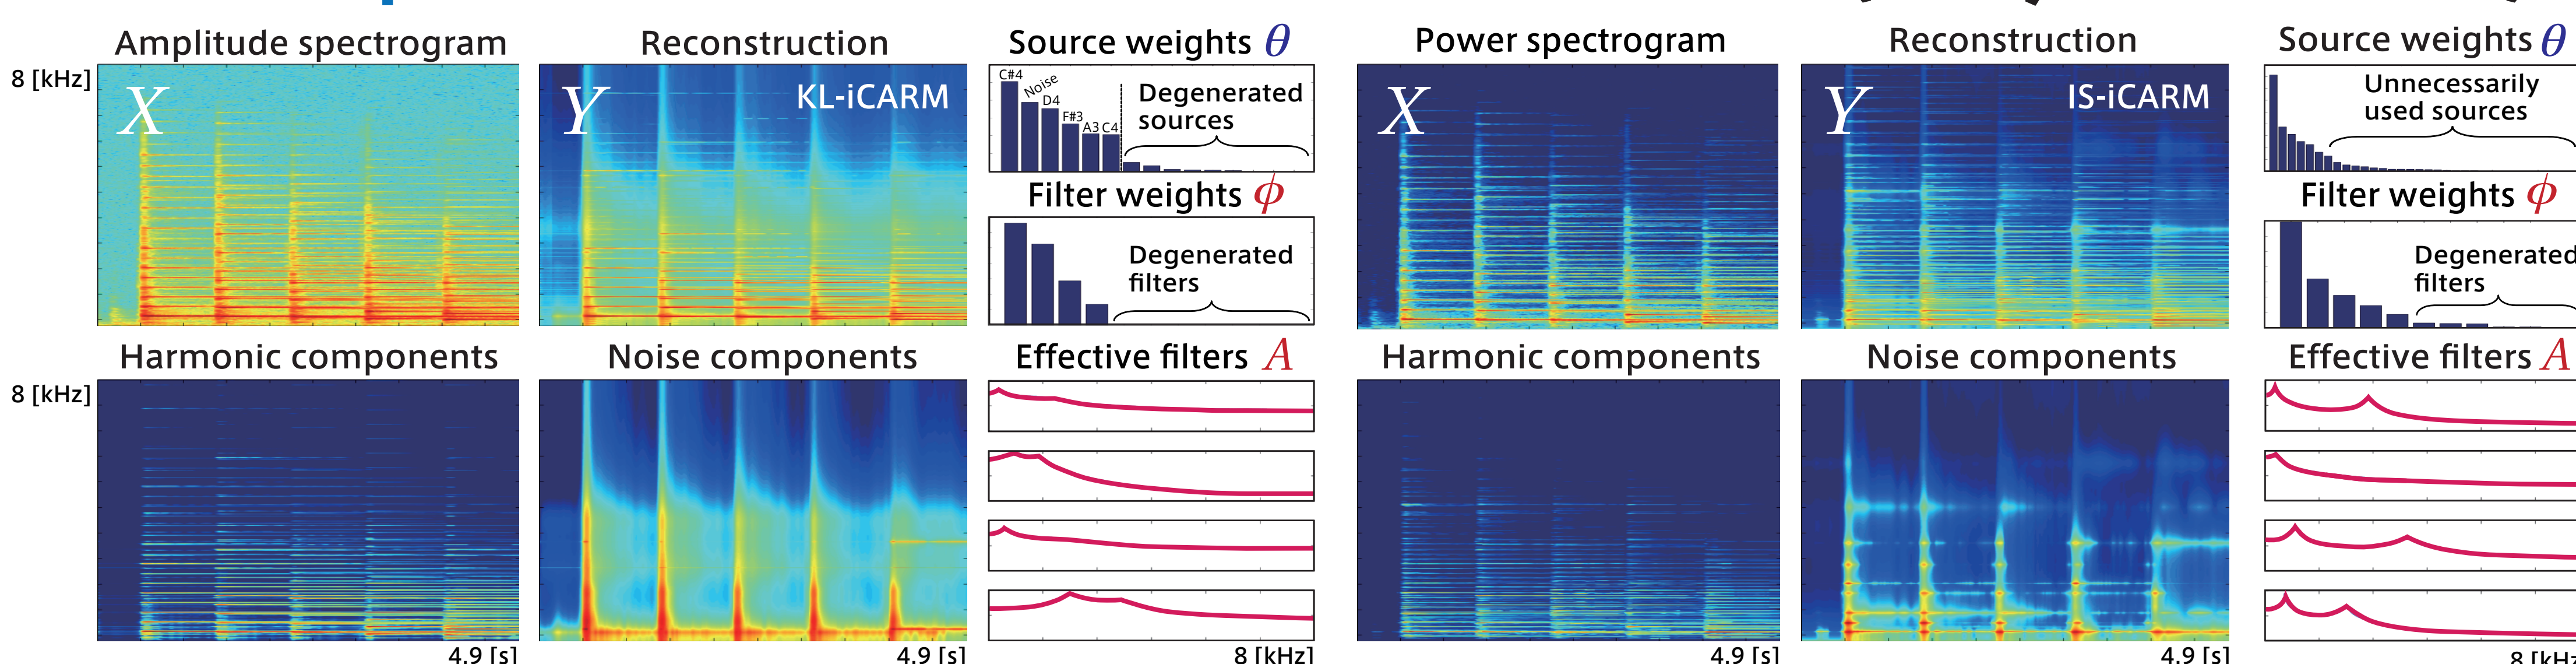 Amplitude spectrogram
Reconstruction
Source weights θ
Power spectrogram
Reconstruction
Source weights θ
8 [kHz]
X
Y
KL-iCARM
C#4
Noise
D4
F#3
A3 C4
Degenerated
sources
X
Y
IS-iCARM
Unnecessarily
used sources
Filter weights ϕ
Degenerated
filters
Filter weights ϕ
Degenerated
filters
Harmonic components
Noise components
Effective filters A
Harmonic components
Noise components
Effective filters A
8 [kHz]
4.9 [s]
4.9 [s]
8 [kHz]
4.9 [s]
4.9 [s]
8 [kHz